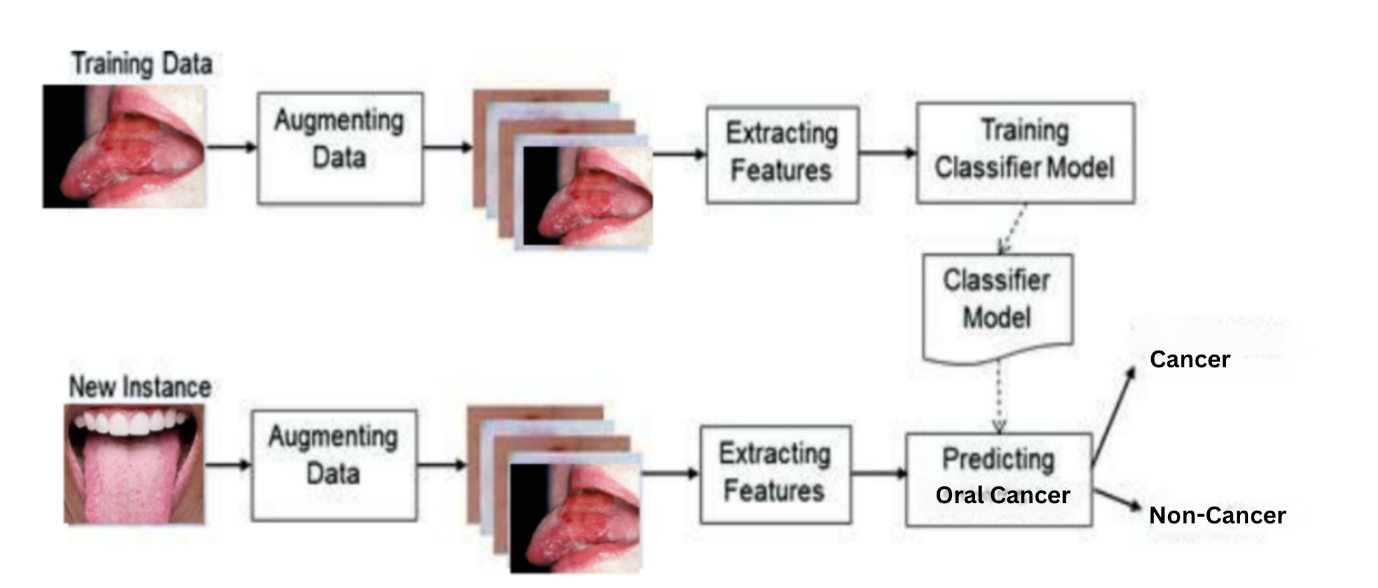 Training Data
Augmenting
Data
Extracting
Features
Training
Classifier Model
Classifier
Model
New Instance
Augmenting
Data
Extracting
Features
Predicting
Oral Cancer
Cancer
Non-Cancer